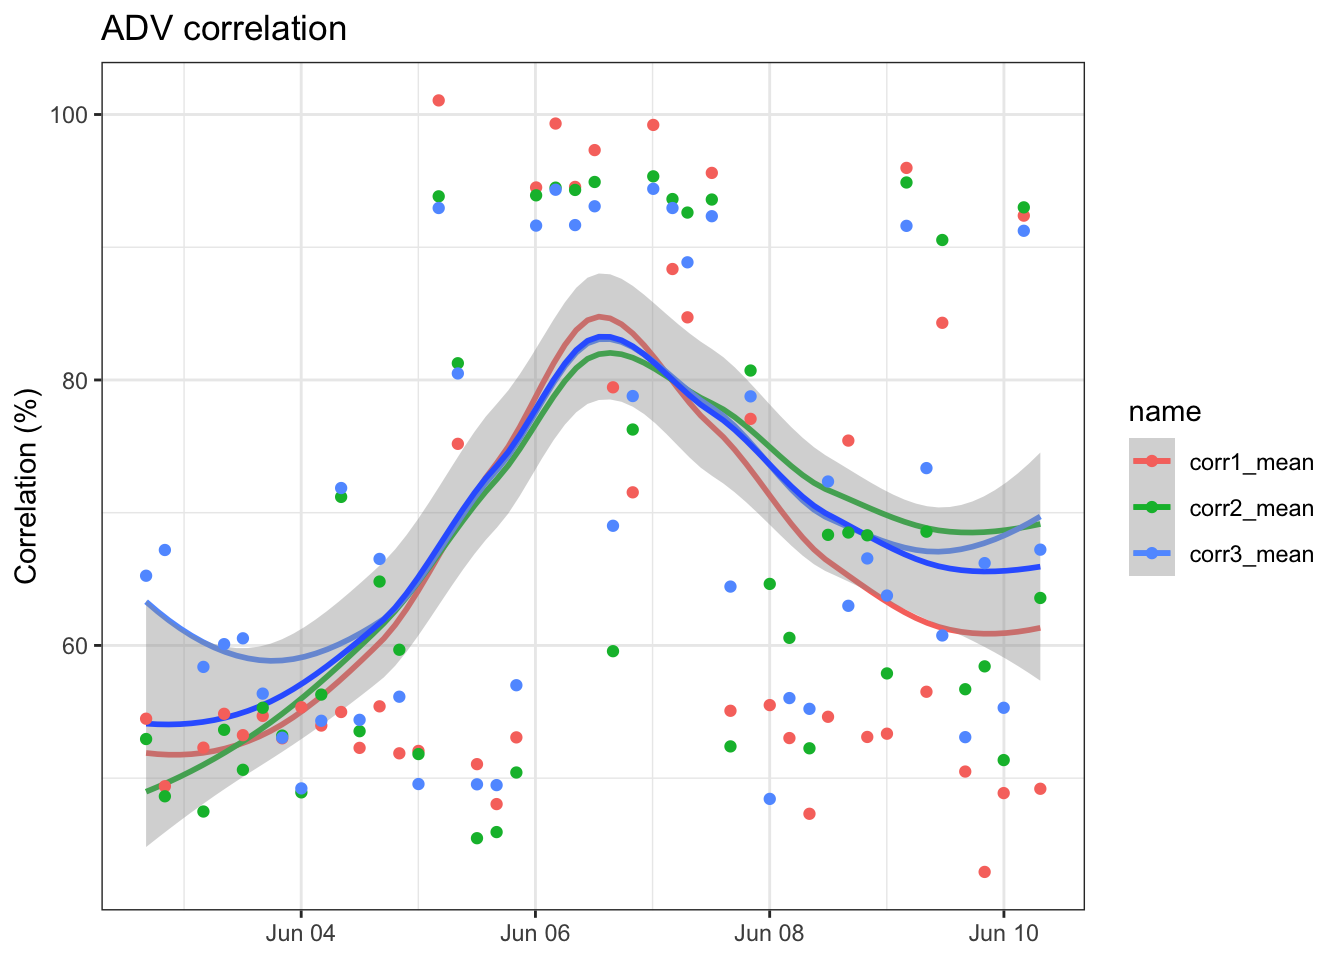 ADV correlation
Correlation (%)
100
80
60
Jun 04
Jun 06
Jun 08
Jun 10
name
corr1_mean
corr2_mean
corr3_mean